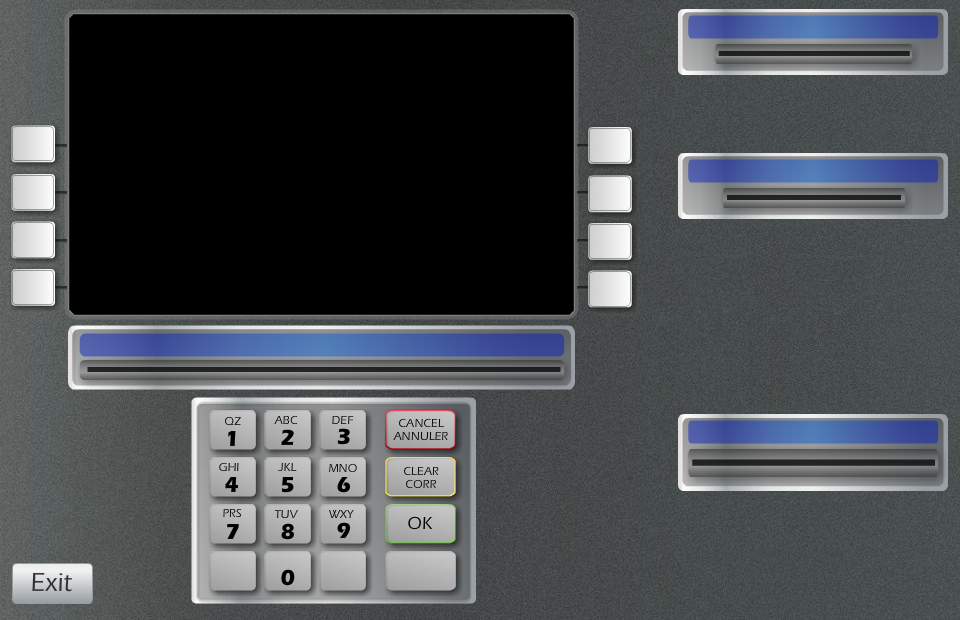 QZ ABC DEF CANCEL
1 2 3 ANNULER
GHI JKL MNO CLEAR
4 5 6 CORR
PRS TUV WXY OK
7 8 9
0
Exit